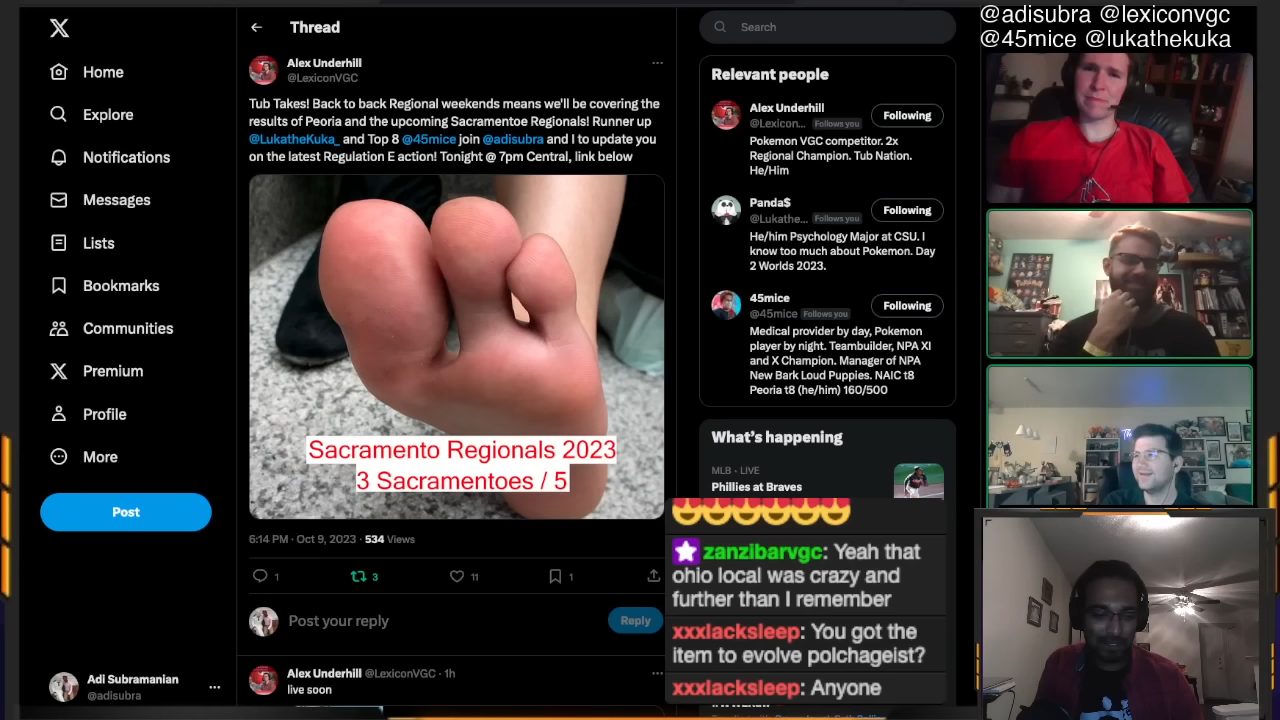 @adisubra @lexiconvgc
@45mice @lukathekuka
Home
Explore
Notifications
Messages
Lists
Bookmarks
Communities
Premium
Profile
More
Post
Adi Subramanian
@adisubra
Thread
Alex Underhill
@LexiconVGC
Tub Takes! Back to back Regional weekends means we'll be covering the
results of Peoria and the upcoming Sacramentoe Regionals! Runner up
@LukatheKuka_ and Top 8 @45mice join @adisubra and I to update you
on the latest Regulation E action! Tonight @ 7pm Central, link below
Sacramento Regionals 2023
3 Sacramentoes / 5
6:14 PM · Oct 9, 2023 · 534 Views
1
3
11
1
Post your reply
Reply
Alex Underhill @LexiconVGC · 1h
live soon
Search
Relevant people
Alex Underhill
@Lexicon... Follows you
Following
Pokemon VGC competitor. 2x
Regional Champion. Tub Nation.
He/Him
Panda$
@Lukathe... Follows you
Following
He/him Psychology Major at CSU. I
know too much about Pokemon. Day
2 Worlds 2023.
45mice
@45mice Follows you
Following
Medical provider by day, Pokemon
player by night. Teambuilder, NPA XI
and X Champion. Manager of NPA
New Bark Loud Puppies. NAIC t8
Peoria t8 (he/him) 160/500
What's happening
MLB · LIVE
Phillies at Braves
zanzibarvgc: Yeah that
ohio local was crazy and
further than I remember
xxxlacksleep: You got the
item to evolve polchageist?
xxxlacksleep: Anyone